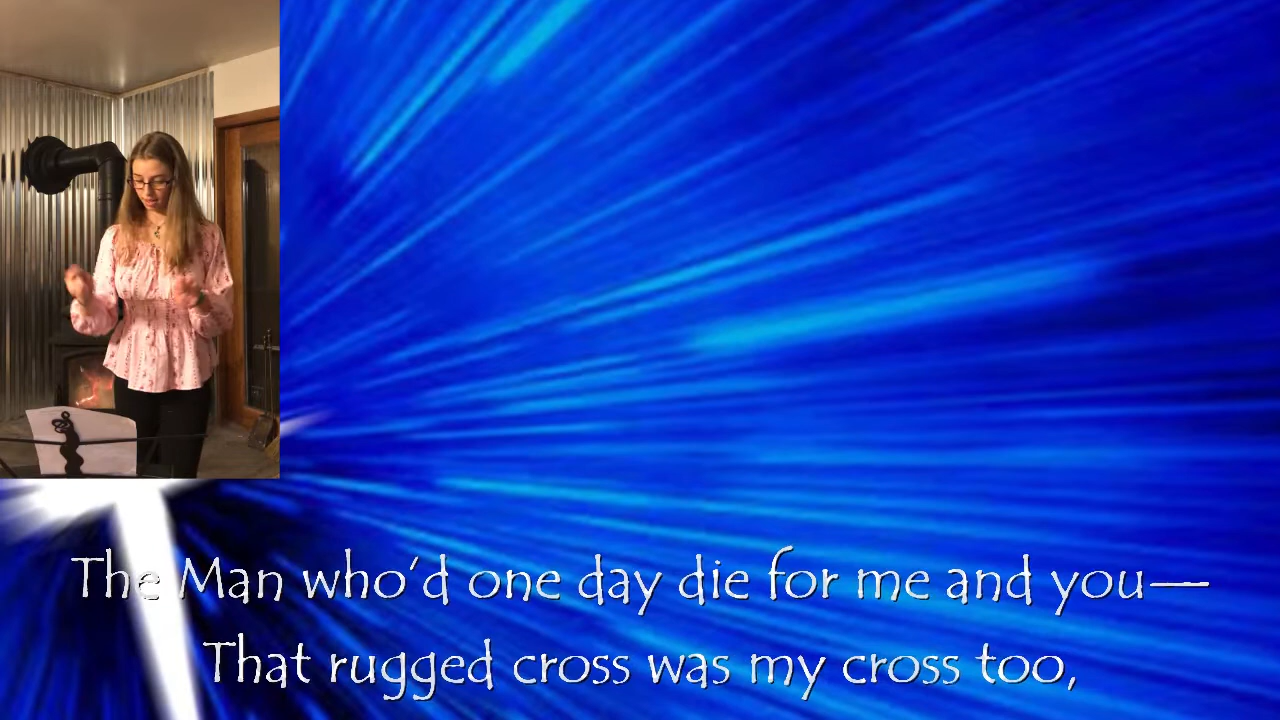 The Man who'd one day die for me and you—
That rugged cross was my cross too,